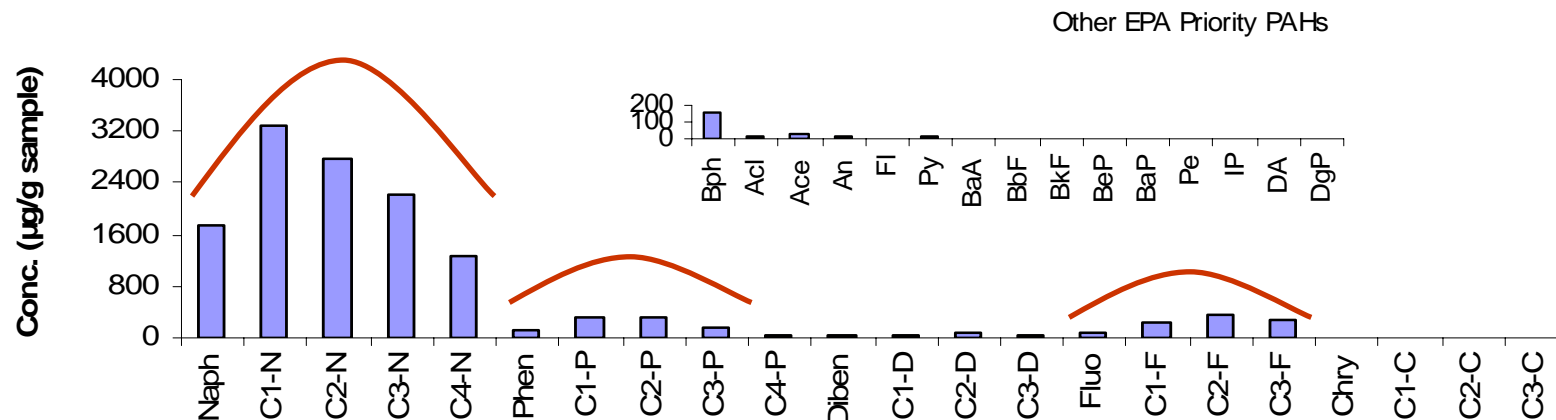 Other EPA Priority PAHs
Conc. (µg/g sample)
4000
3200
2400
1600
800
0
200
100
0
Bph
Acl
Ace
An
Fl
Py
BaA
BbF
BkF
BeP
BaP
Pe
IP
DA
DgP
Naph
C1-N
C2-N
C3-N
C4-N
Phen
C1-P
C2-P
C3-P
C4-P
Diben
C1-D
C2-D
C3-D
Fluo
C1-F
C2-F
C3-F
Chry
C1-C
C2-C
C3-C